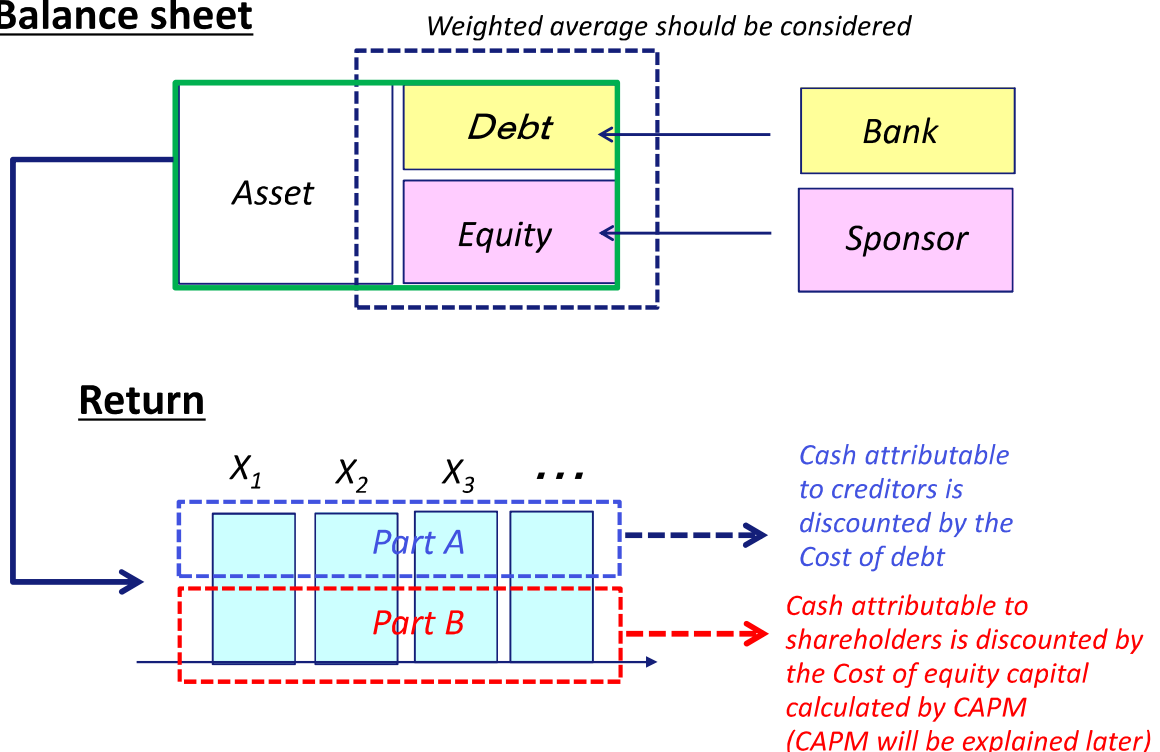 Balance sheet
Weighted average should be considered
Debt
Bank
Asset
Equity
Sponsor
Return
X1
X2
X3
...
Part A
Cash attributable
to creditors is
discounted by the
Cost of debt
Part B
Cash attributable to
shareholders is discounted by
the Cost of equity capital
calculated by CAPM
(CAPM will be explained later)